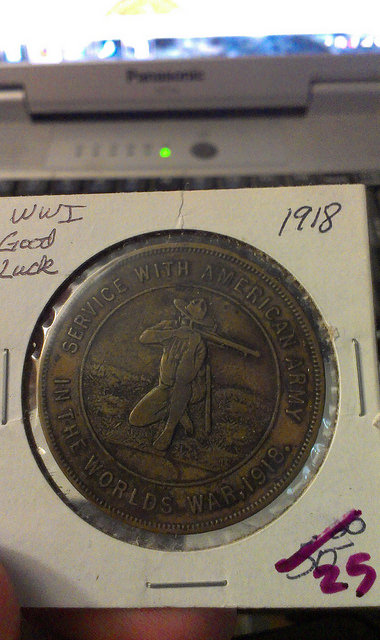 Panasonic
WWI
Good
Luck
1918
IN SERVICE WITH AMERICAN ARMY
THE WORLDS WAR, 1918.
25